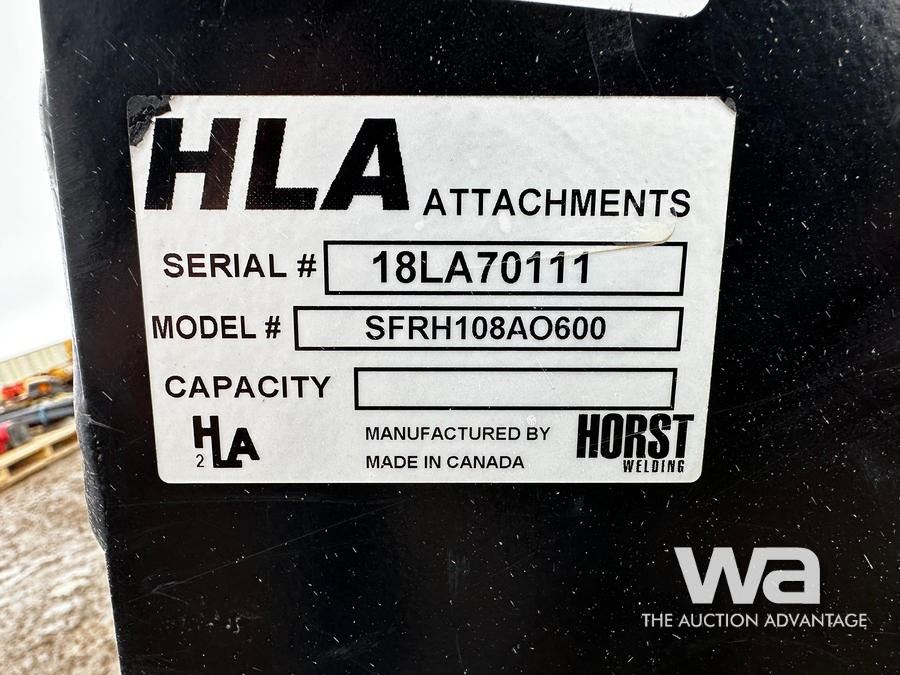 HLA ATTACHMENTS
SERIAL # 18LA70111
MODEL # SFRH108AO600
CAPACITY
HLA
2
MANUFACTURED BY
MADE IN CANADA
HORST
WELDING
wa
THE AUCTION ADVANTAGE